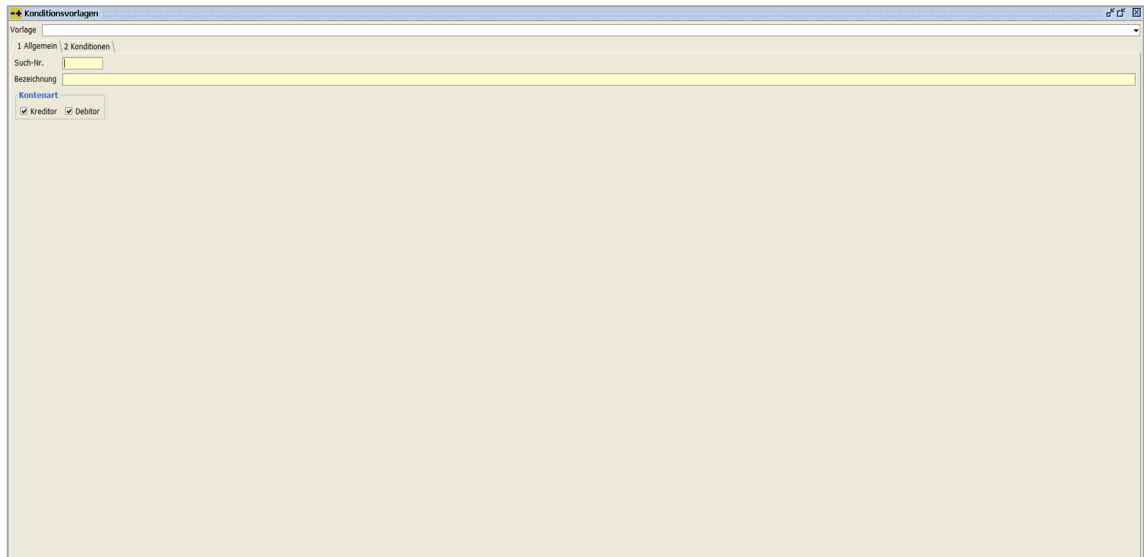 Konditionsvorlagen
Vorlage
1 Allgemein 2 Konditionen
Such-Nr.
Bezeichnung
Kontenart
Kreditor Debitor